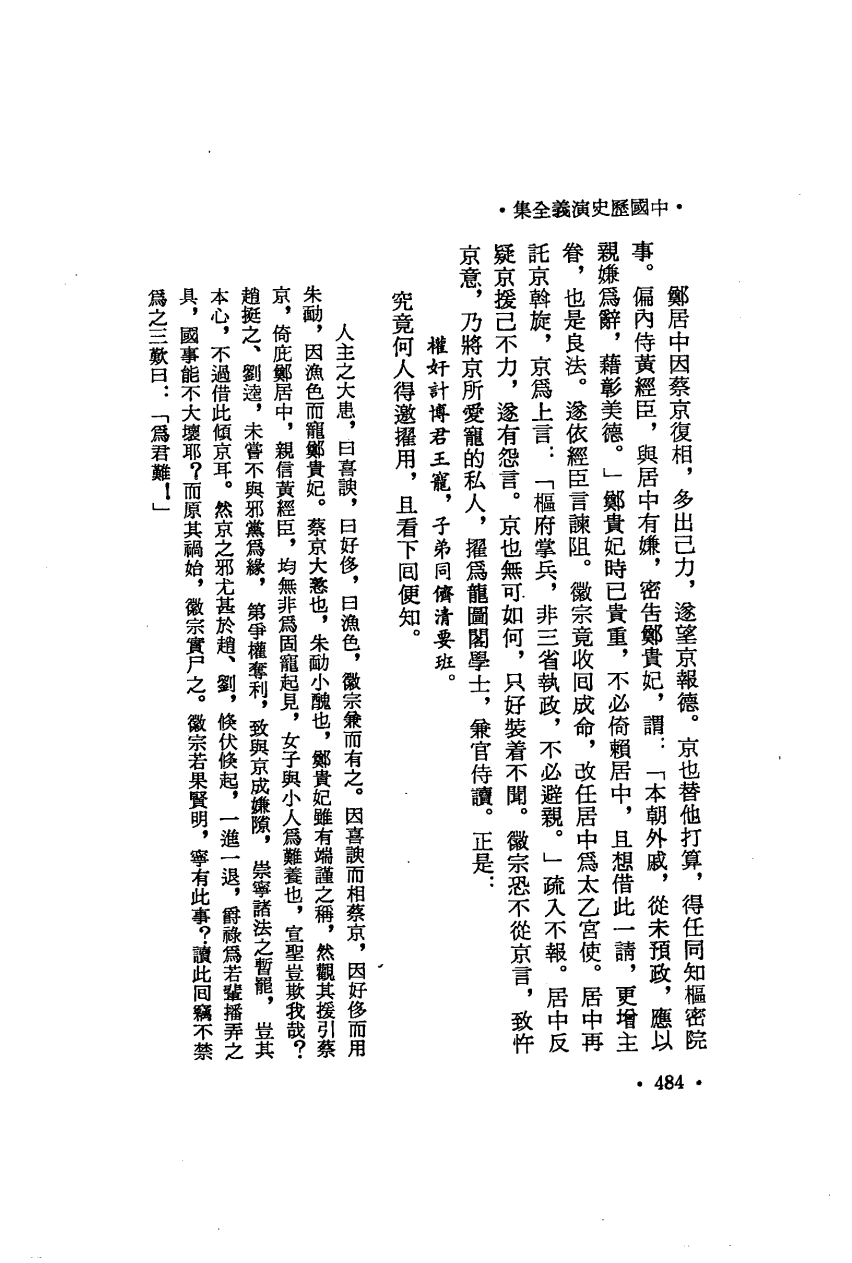 ·中國歷史演義全集·
鄭居中因蔡京復相，多出己力，遂望京報德。京也替他打算，得任同知樞密院
事。偏內侍黃經臣，與居中有嫌，密告鄭貴妃，謂：「本朝外戚，從未預政，應以
親嫌爲辭，藉彰美德。」鄭貴妃時已貴重，不必倚賴居中，且想借此一請，更增主
眷，也是良法。遂依經臣言諫阻。徽宗竟收回成命，改任居中爲太乙宮使。居中再
託京斡旋，京爲上言：「樞府掌兵，非三省執政，不必避親。」疏入不報。居中反
疑京援己不力，遂有怨言。京也無可如何，只好裝着不聞。徽宗恐不從京言，致忤
京意，乃將京所愛寵的私人，擢爲龍圖閣學士，兼官侍讀。正是：
權奸計博君王寵，子弟同儕清要班。
究竟何人得邀擢用，且看下回便知。
人主之大患，曰喜諛，曰好侈，曰漁色，徽宗兼而有之。因喜諛而相蔡京，因好侈而用
朱勔，因漁色而寵鄭貴妃。蔡京大憝也，朱勔小醜也，鄭貴妃雖有端謹之稱，然觀其援引蔡
京，倚庇鄭居中，親信黃經臣，均無非爲固寵起見，女子與小人爲難養也，宣聖豈欺我哉？
趙挺之、劉逵，未嘗不與邪黨爲緣，第爭權奪利，致與京成嫌隙，崇寧諸法之暫罷，豈其
本心，不過借此傾京耳。然京之邪尤甚於趙、劉，倏伏倏起，一進一退，爵祿爲若輩播弄之
具，國事能不大壞耶？而原其禍始，徽宗實尸之。徽宗若果賢明，寧有此事？讀此回竊不禁
爲之三歎曰：「爲君難！」
·484·